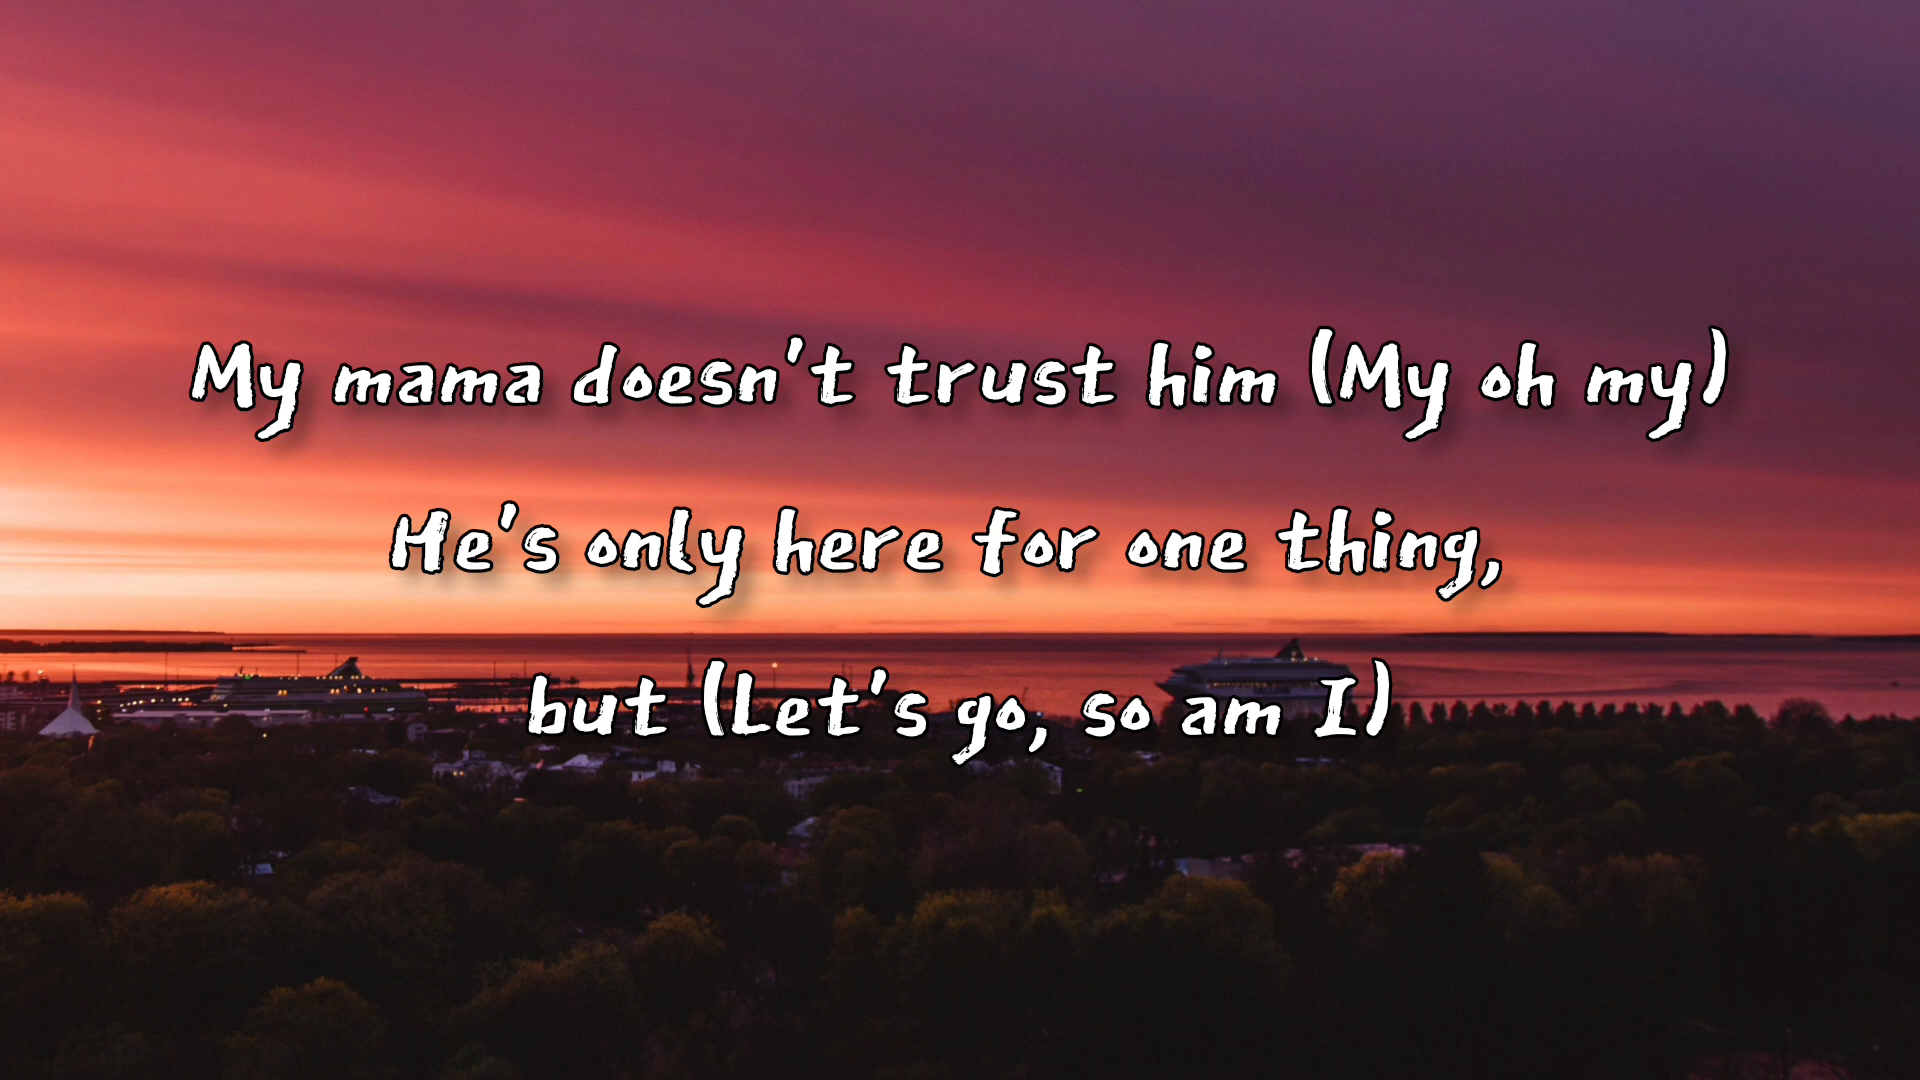 My mama doesn't trust him (My oh my)
He's only here for one thing,
but (Let's go, so am I)